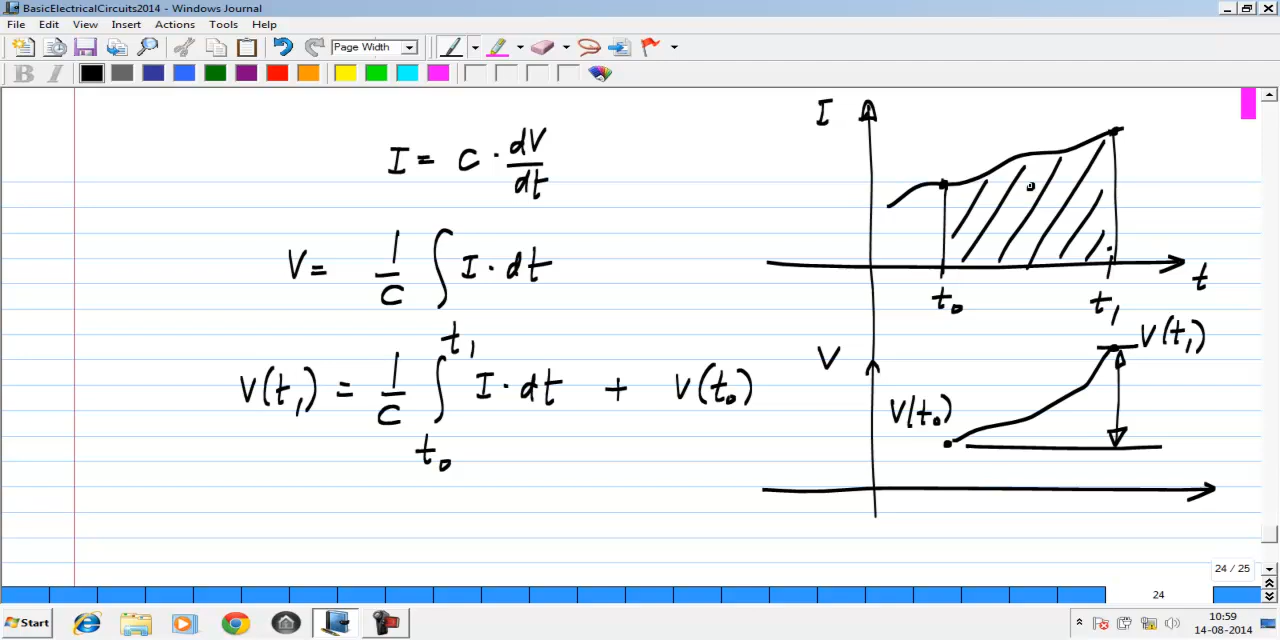 BasicElectricalCircuits2014 - Windows Journal
File Edit View Insert Actions Tools Help
Page Width
B I
I = C · dV/dt
V = 1/C ∫ I · dt
V(t₁) = 1/C ∫ₜ₀^t₁ I · dt + V(t₀)
I
t₀ t₁ t
V
V(t₁)
V(t₀)
24 / 25
24
Start
10:59
14-08-2014